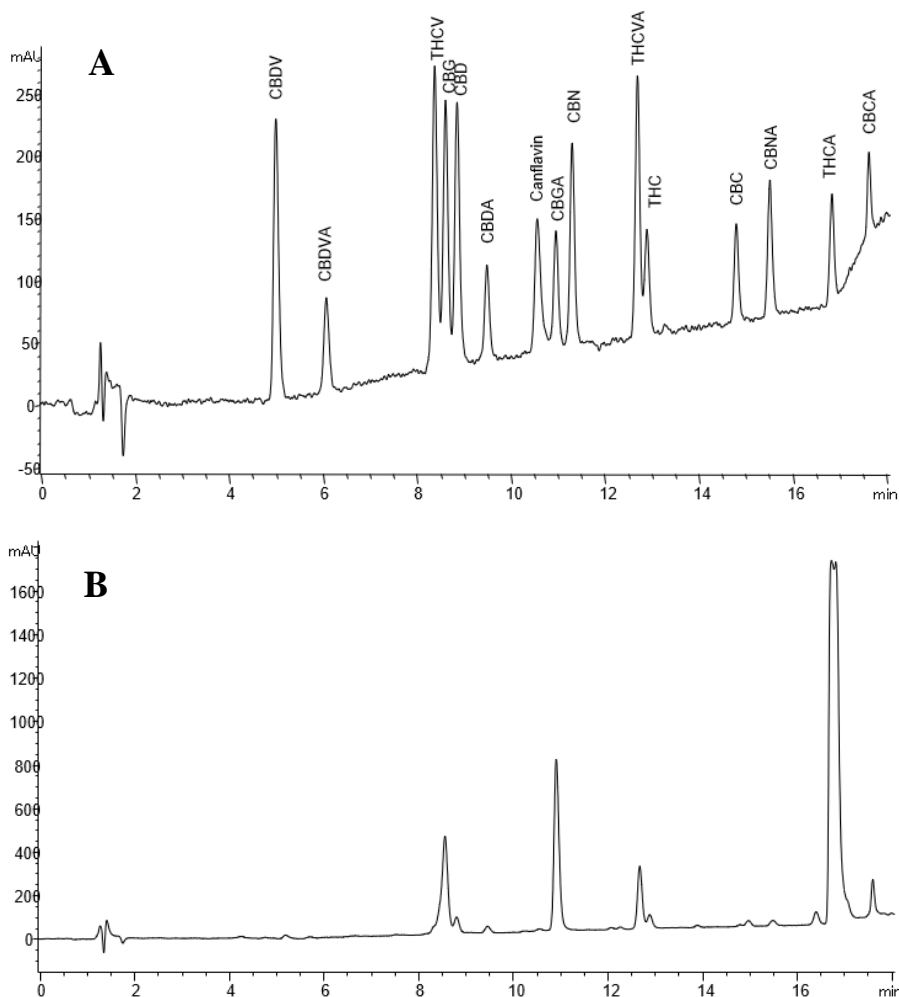 A
mAU
250
200
150
100
50
0
-50
CBDV
CBDVA
THCV
CBG
CBD
CBDA
Canflavin
CBGA
CBN
THCVA
THC
CBC
CBNA
THCA
CBCA
0 2 4 6 8 10 12 14 16 min
B
mAU
1600
1400
1200
1000
800
600
400
200
0
0 2 4 6 8 10 12 14 16 min